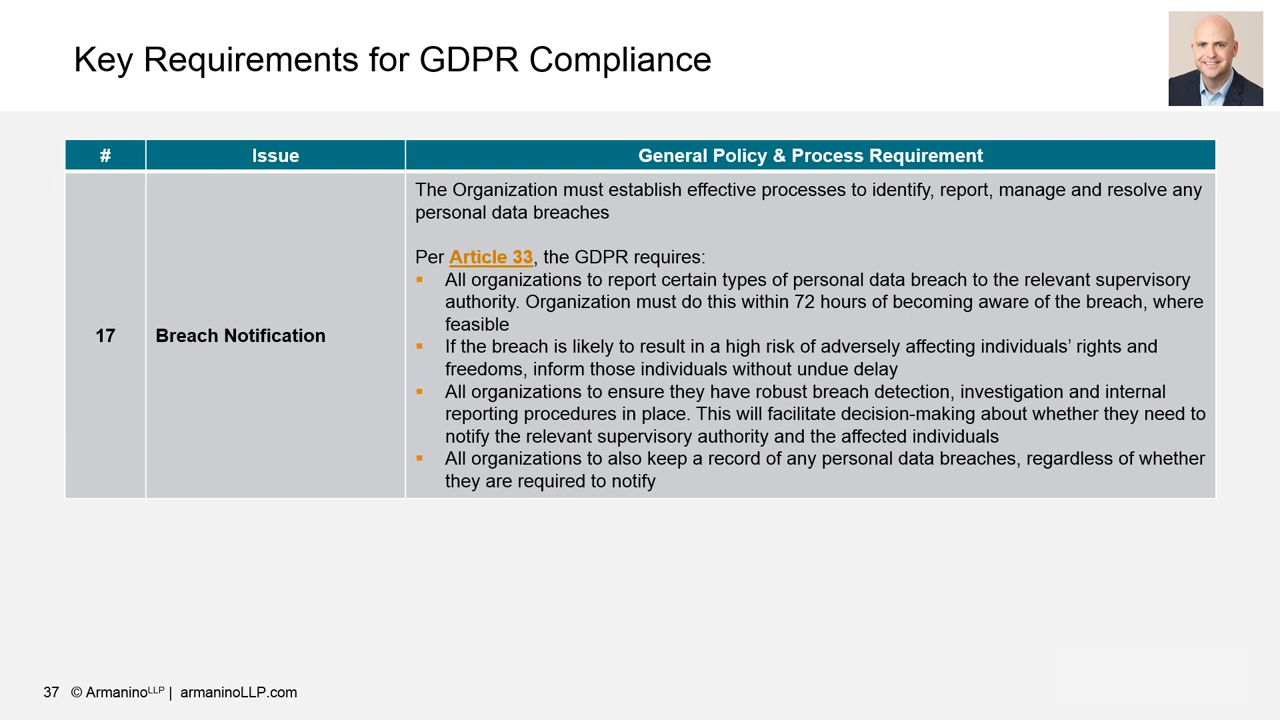 Key Requirements for GDPR Compliance
# Issue General Policy & Process Requirement
17 Breach Notification
The Organization must establish effective processes to identify, report, manage and resolve any
personal data breaches
Per Article 33, the GDPR requires:
▪ All organizations to report certain types of personal data breach to the relevant supervisory
authority. Organization must do this within 72 hours of becoming aware of the breach, where
feasible
▪ If the breach is likely to result in a high risk of adversely affecting individuals’ rights and
freedoms, inform those individuals without undue delay
▪ All organizations to ensure they have robust breach detection, investigation and internal
reporting procedures in place. This will facilitate decision-making about whether they need to
notify the relevant supervisory authority and the affected individuals
▪ All organizations to also keep a record of any personal data breaches, regardless of whether
they are required to notify
37 © ArmaninoLLP | armaninoLLP.com